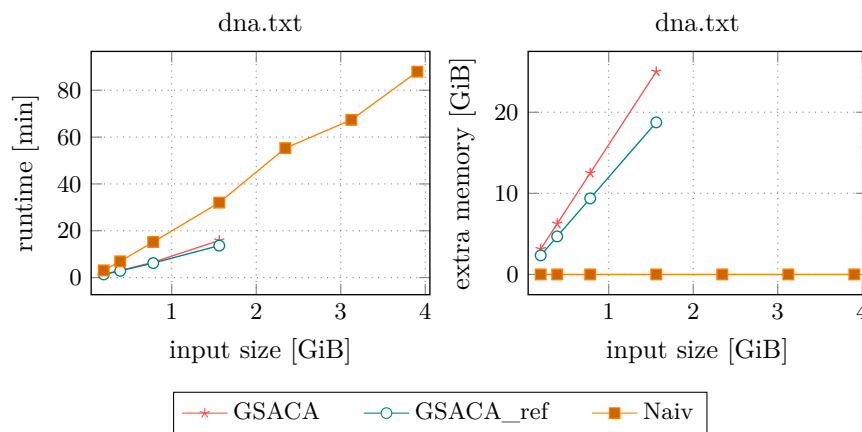 dna.txt
80
60
40
20
0
runtime [min]
1 2 3 4
input size [GiB]
dna.txt
20
10
0
extra memory [GiB]
1 2 3 4
input size [GiB]
GSACA GSACA_ref Naiv